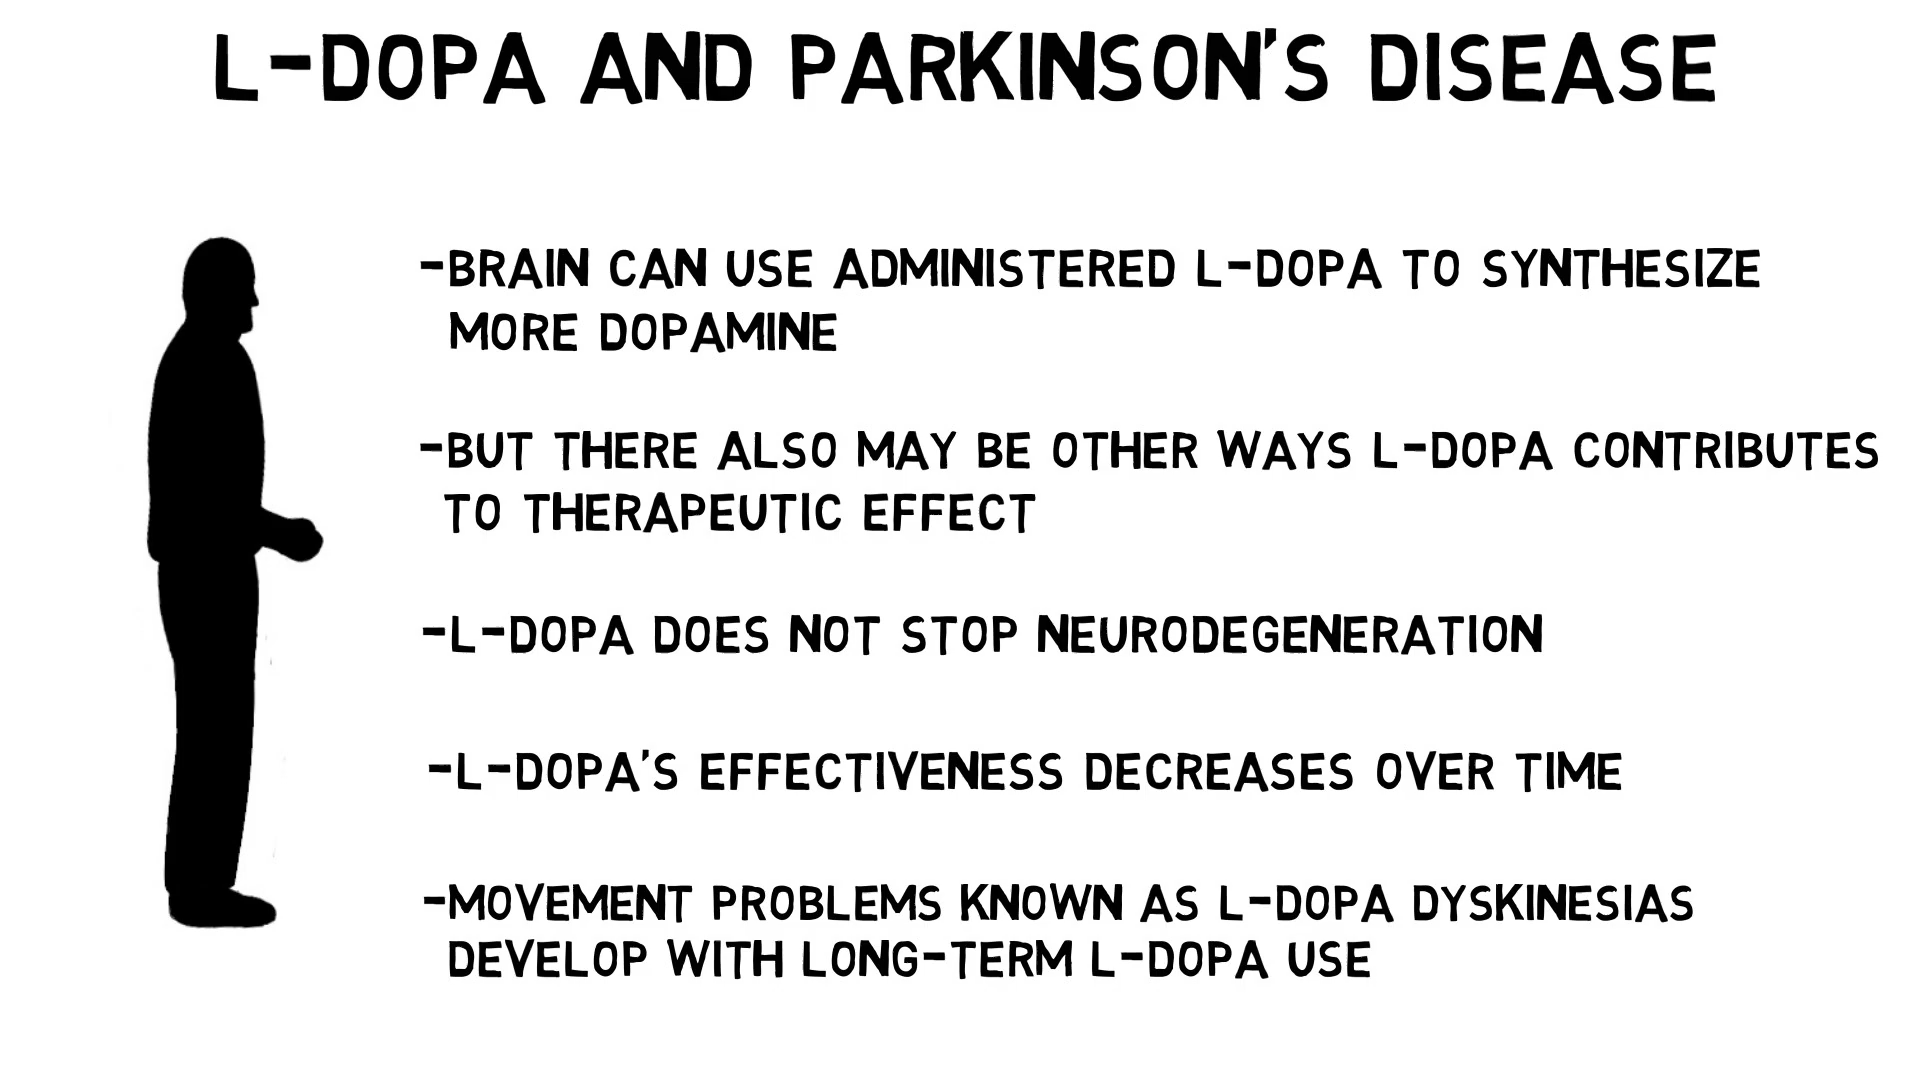 L-DOPA AND PARKINSON'S DISEASE
-BRAIN CAN USE ADMINISTERED L-DOPA TO SYNTHESIZE
MORE DOPAMINE
-BUT THERE ALSO MAY BE OTHER WAYS L-DOPA CONTRIBUTES
TO THERAPEUTIC EFFECT
-L-DOPA DOES NOT STOP NEURODEGENERATION
-L-DOPA'S EFFECTIVENESS DECREASES OVER TIME
-MOVEMENT PROBLEMS KNOWN AS L-DOPA DYSKINESIAS
DEVELOP WITH LONG-TERM L-DOPA USE